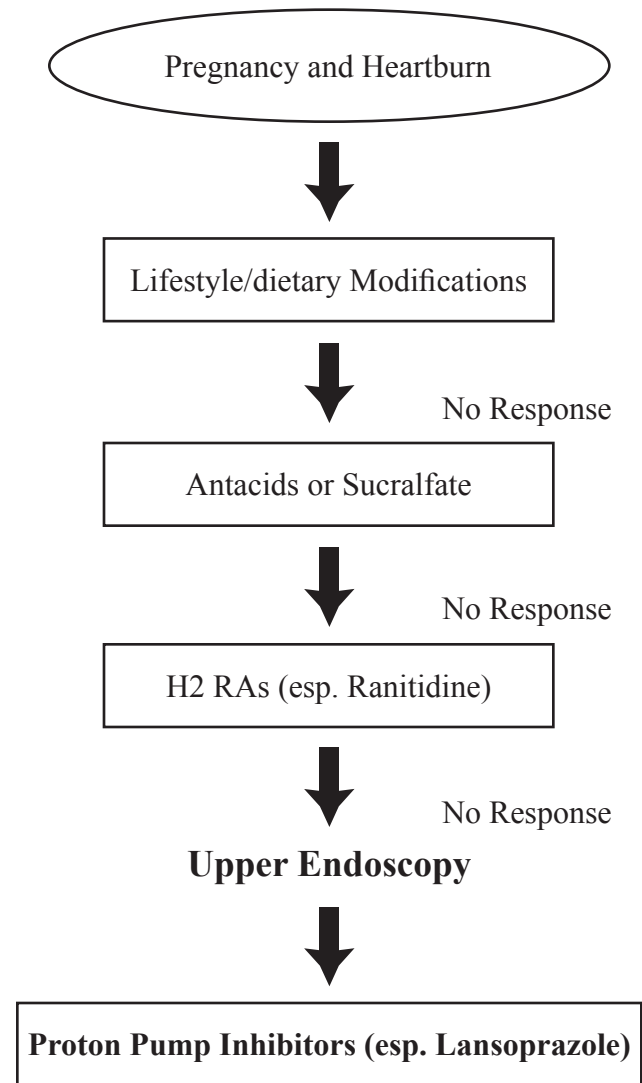 Pregnancy and Heartburn
Lifestyle/dietary Modifications
No Response
Antacids or Sucralfate
No Response
H2 RAs (esp. Ranitidine)
No Response
Upper Endoscopy
Proton Pump Inhibitors (esp. Lansoprazole)